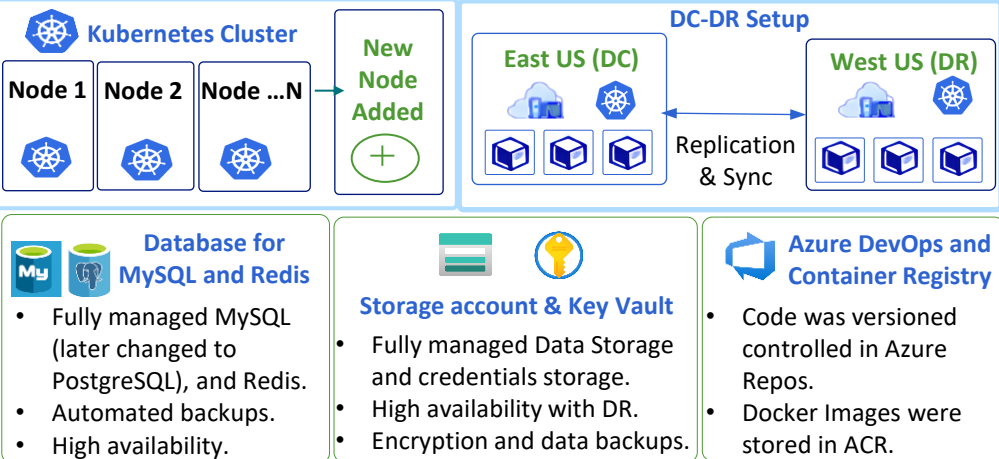 Kubernetes Cluster
Node 1
Node 2
Node ...N
New
Node
Added
DC-DR Setup
East US (DC)
Replication
& Sync
West US (DR)
My
Database for
MySQL and Redis
• Fully managed MySQL
(later changed to
PostgreSQL), and Redis.
• Automated backups.
• High availability.
Storage account & Key Vault
• Fully managed Data Storage
and credentials storage.
• High availability with DR.
• Encryption and data backups.
Azure DevOps and
Container Registry
• Code was versioned
controlled in Azure
Repos.
• Docker Images were
stored in ACR.